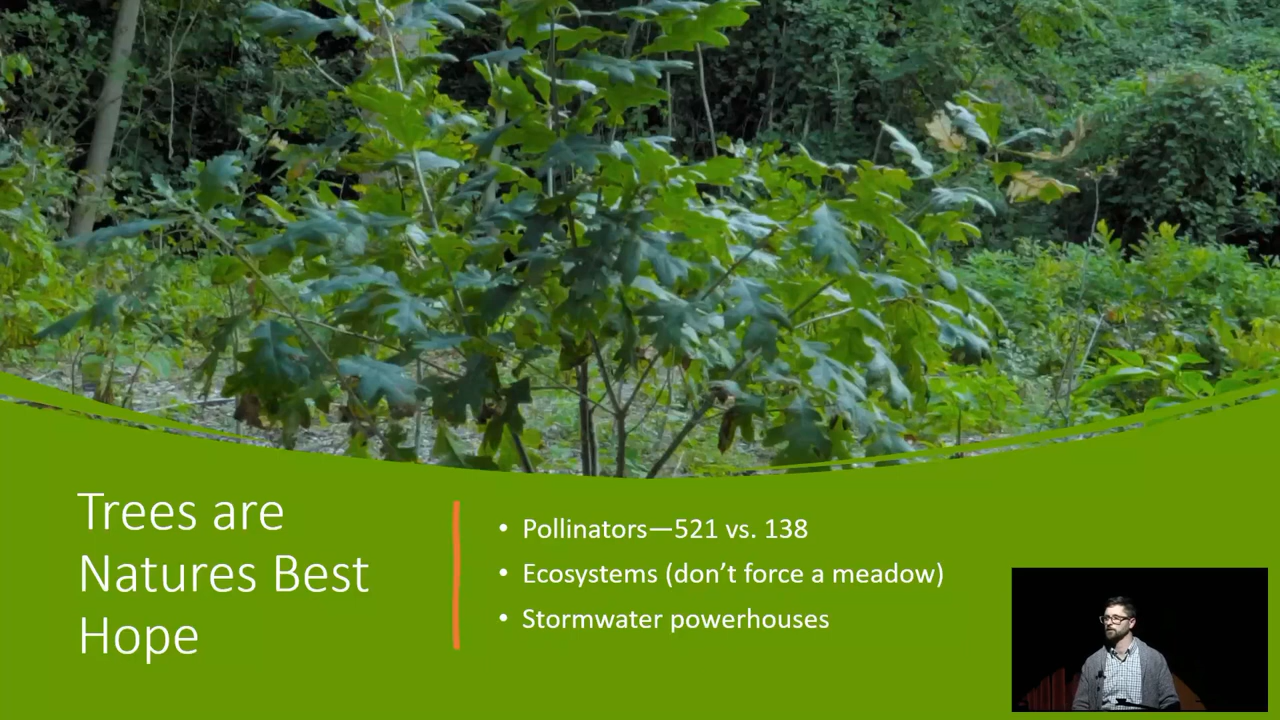 Trees are
Natures Best
Hope
• Pollinators—521 vs. 138
• Ecosystems (don’t force a meadow)
• Stormwater powerhouses